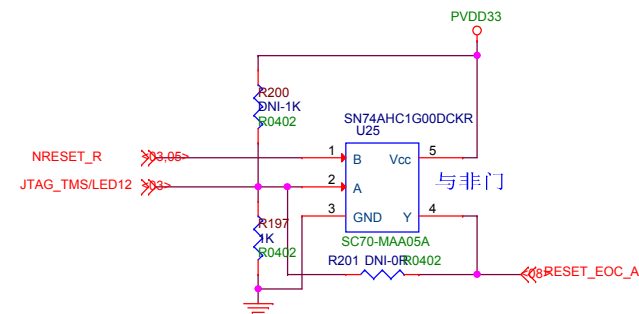 PVDD33
R200
DNI-1K
R0402
SN74AHC1G00DCKR
U25
NRESET_R
<03,05>
1
B
Vcc
5
JTAG_TMS/LED12
<03>
2
A
与非门
3
GND
Y
4
R197
1K
R0402
SC70-MAA05A
R201
DNI-0R
R0402
<08>
RESET_EOC_A